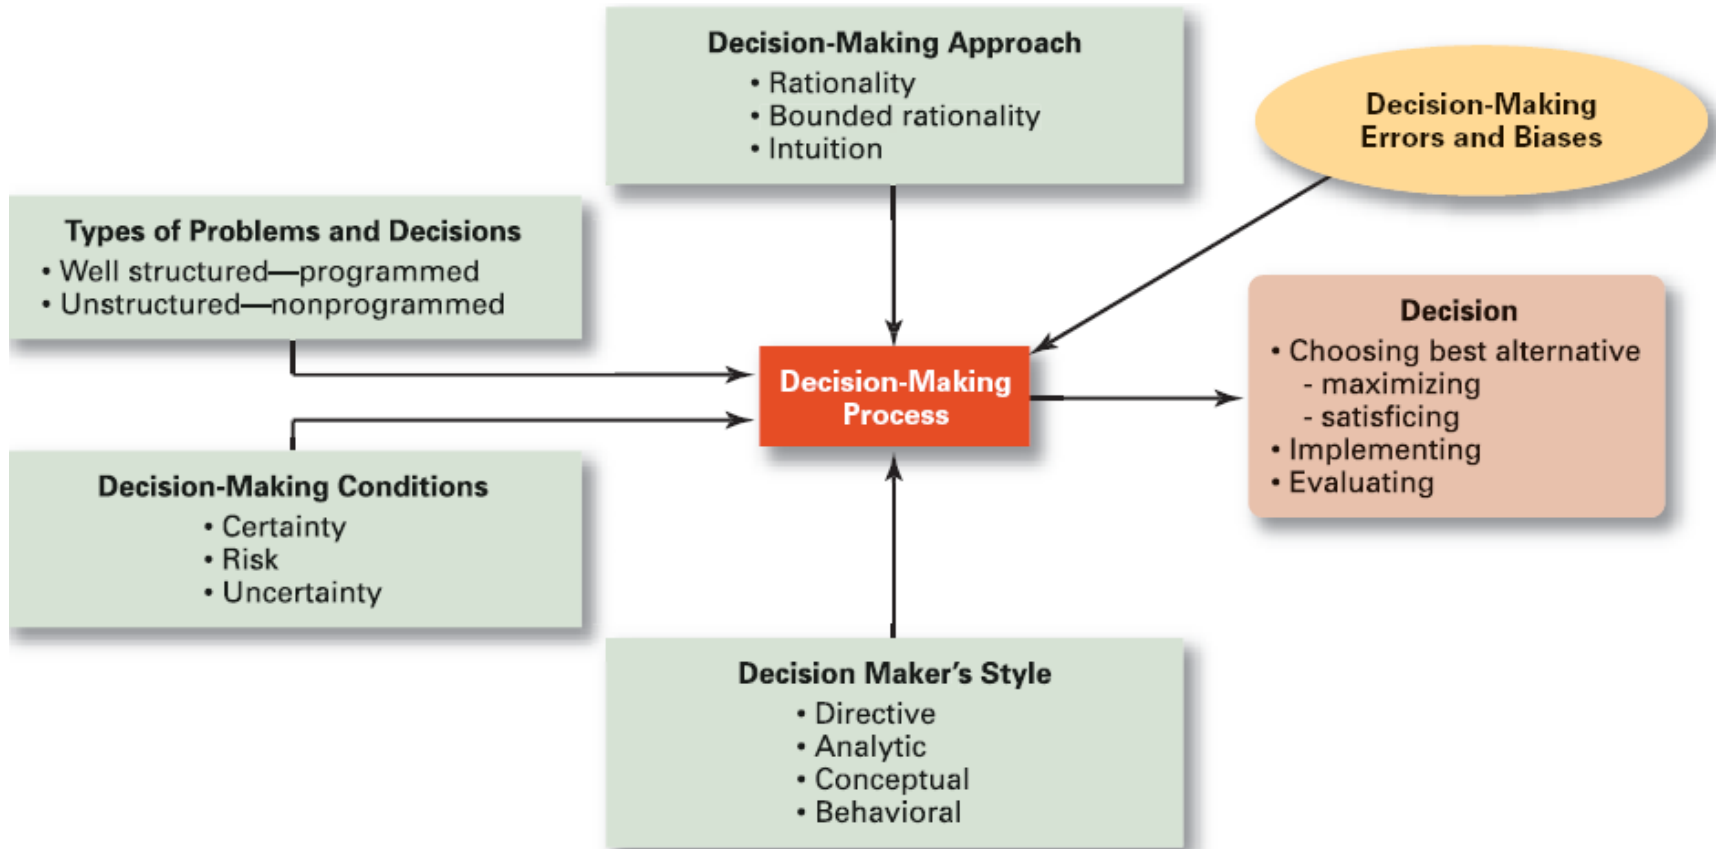 Decision-Making Approach
• Rationality
• Bounded rationality
• Intuition
Decision-Making
Errors and Biases
Types of Problems and Decisions
• Well structured—programmed
• Unstructured—nonprogrammed
Decision
• Choosing best alternative
- maximizing
- satisficing
• Implementing
• Evaluating
Decision-Making
Process
Decision-Making Conditions
• Certainty
• Risk
• Uncertainty
Decision Maker's Style
• Directive
• Analytic
• Conceptual
• Behavioral